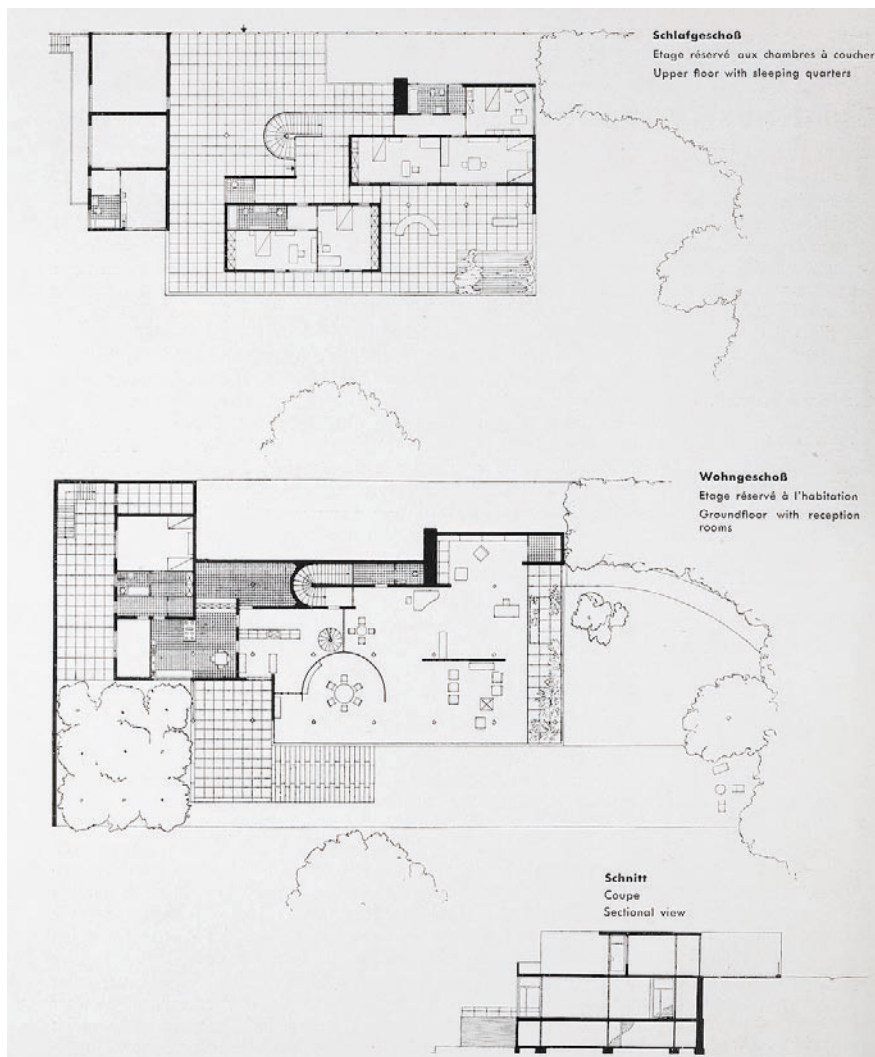 Schlafgeschoß
Etage réservé aux chambres à coucher
Upper floor with sleeping quarters
Wohngeschoß
Etage réservé à l'habitation
Groundfloor with reception
rooms
Schnitt
Coupe
Sectional view